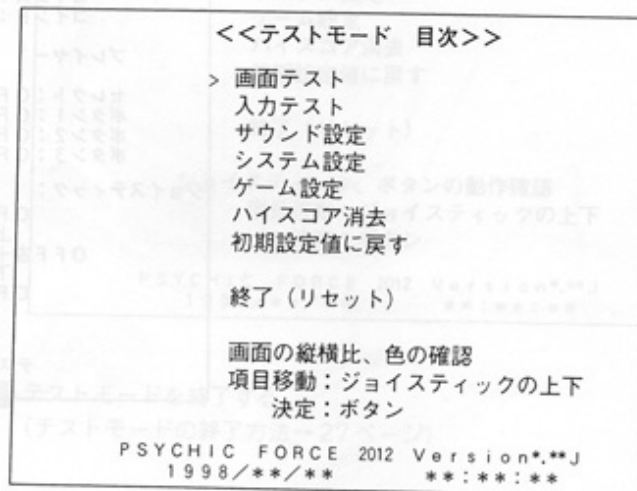 <<テストモード 目次>>
> 画面テスト
入力テスト
サウンド設定
システム設定
ゲーム設定
ハイスコア消去
初期設定値に戻す
終了(リセット)
画面の縦横比、色の確認
項目移動:ジョイスティックの上下
決定:ボタン
PSYCHIC FORCE 2012 Version*.**J
1998/**/** **:**:**